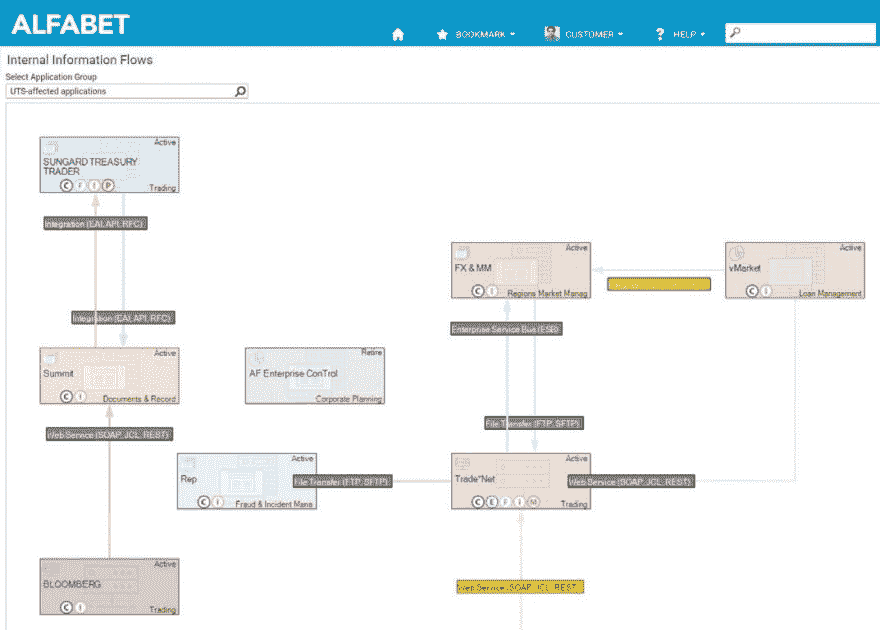 ALFABET
BOOKMARK
CUSTOMER
HELP
Internal Information Flows
Select Application Group
UTS-affected applications
Active
SUNGARD TREASURY
TRADER
C F I P
Trading
Integration (EAI, API, RFC)
Active
FX & MM
C I
Regions Market Manag
Active
vMarket
C I
Loan Management
Integration (EAI, API, RFC)
Enterprise Service Bus (ESB)
Active
Summit
C I
Documents & Record
Retire
AF Enterprise ConTrol
Corporate Planning
File Transfer (FTP, SFTP)
Web Service (SOAP, JCL, REST)
Active
Rep
C I
Fraud & Incident Mana
File Transfer (FTP, SFTP)
Active
Trade*Net
C E F I M
Trading
Web Service (SOAP, JCL, REST)
Active
BLOOMBERG
C I
Trading
Web Service (SOAP, JCL, REST)